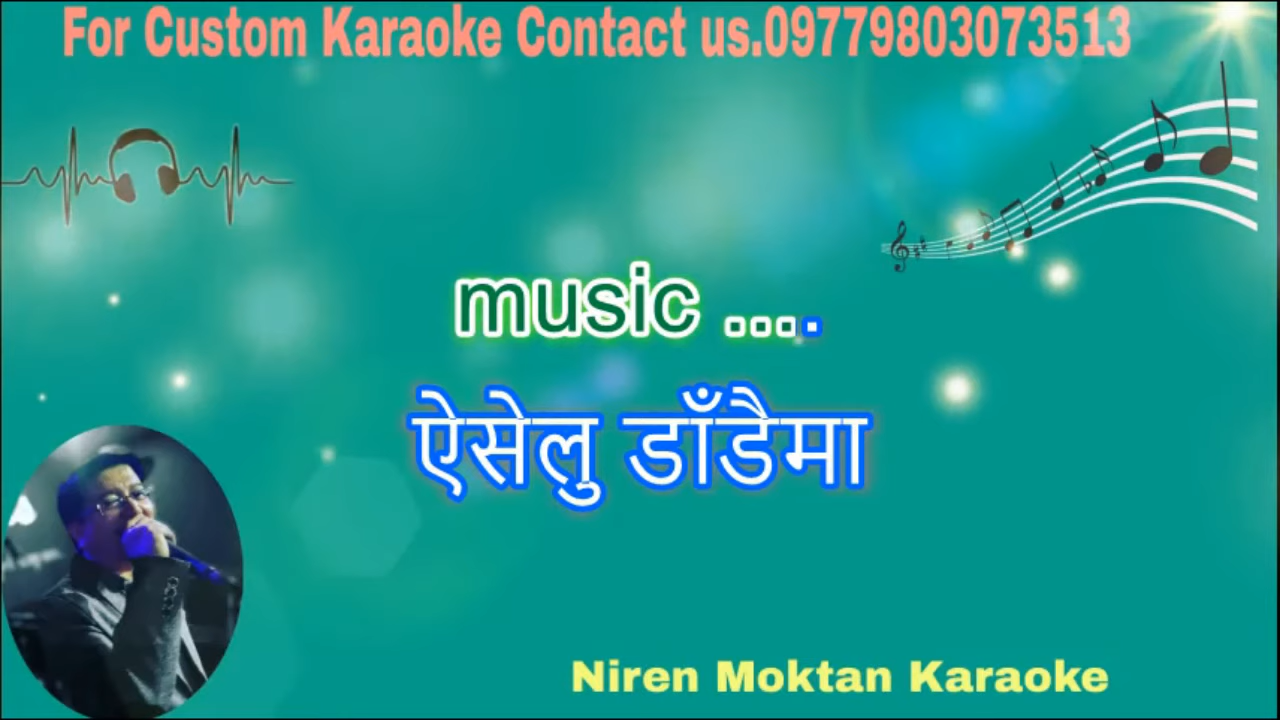 For Custom Karaoke Contact us.09779803073513
music ....
ऐसेलु डाँडैमा
Niren Moktan Karaoke